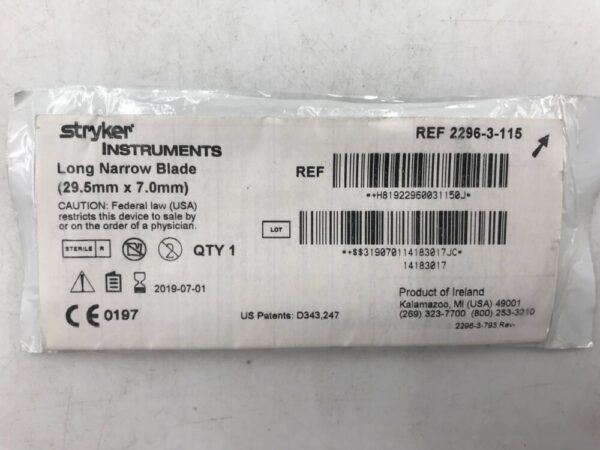 stryker®
INSTRUMENTS
REF 2296-3-115
Long Narrow Blade
(29.5mm x 7.0mm)
REF
*+H81922960031150J*
CAUTION: Federal law (USA)
restricts this device to sale by
or on the order of a physician.
LOT
*+$$319070114183017JC*
14183017
STERILE R
2
QTY 1
2019-07-01
Product of Ireland
Kalamazoo, MI (USA) 49001
(269) 323-7700 (800) 253-3210
CE 0197
US Patents: D343,247
2296-3-793 Rev-